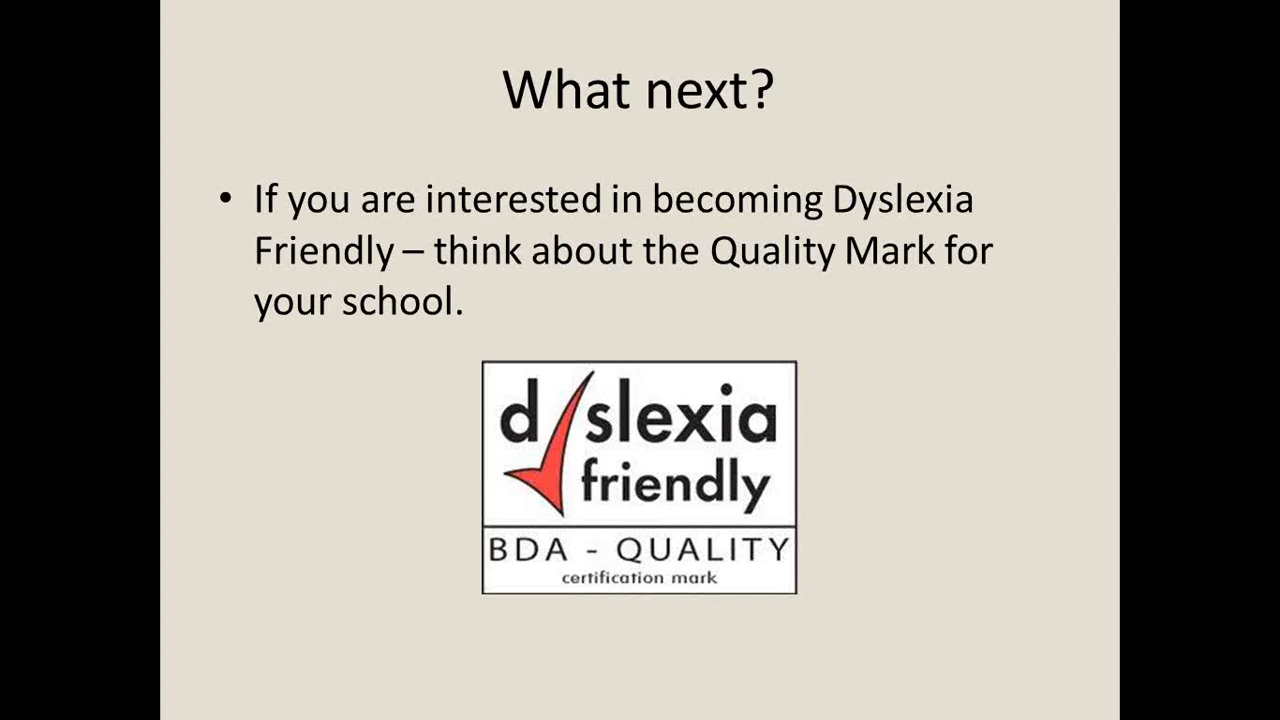 What next?
• If you are interested in becoming Dyslexia
Friendly – think about the Quality Mark for
your school.
dyslexia
friendly
BDA - QUALITY
certification mark